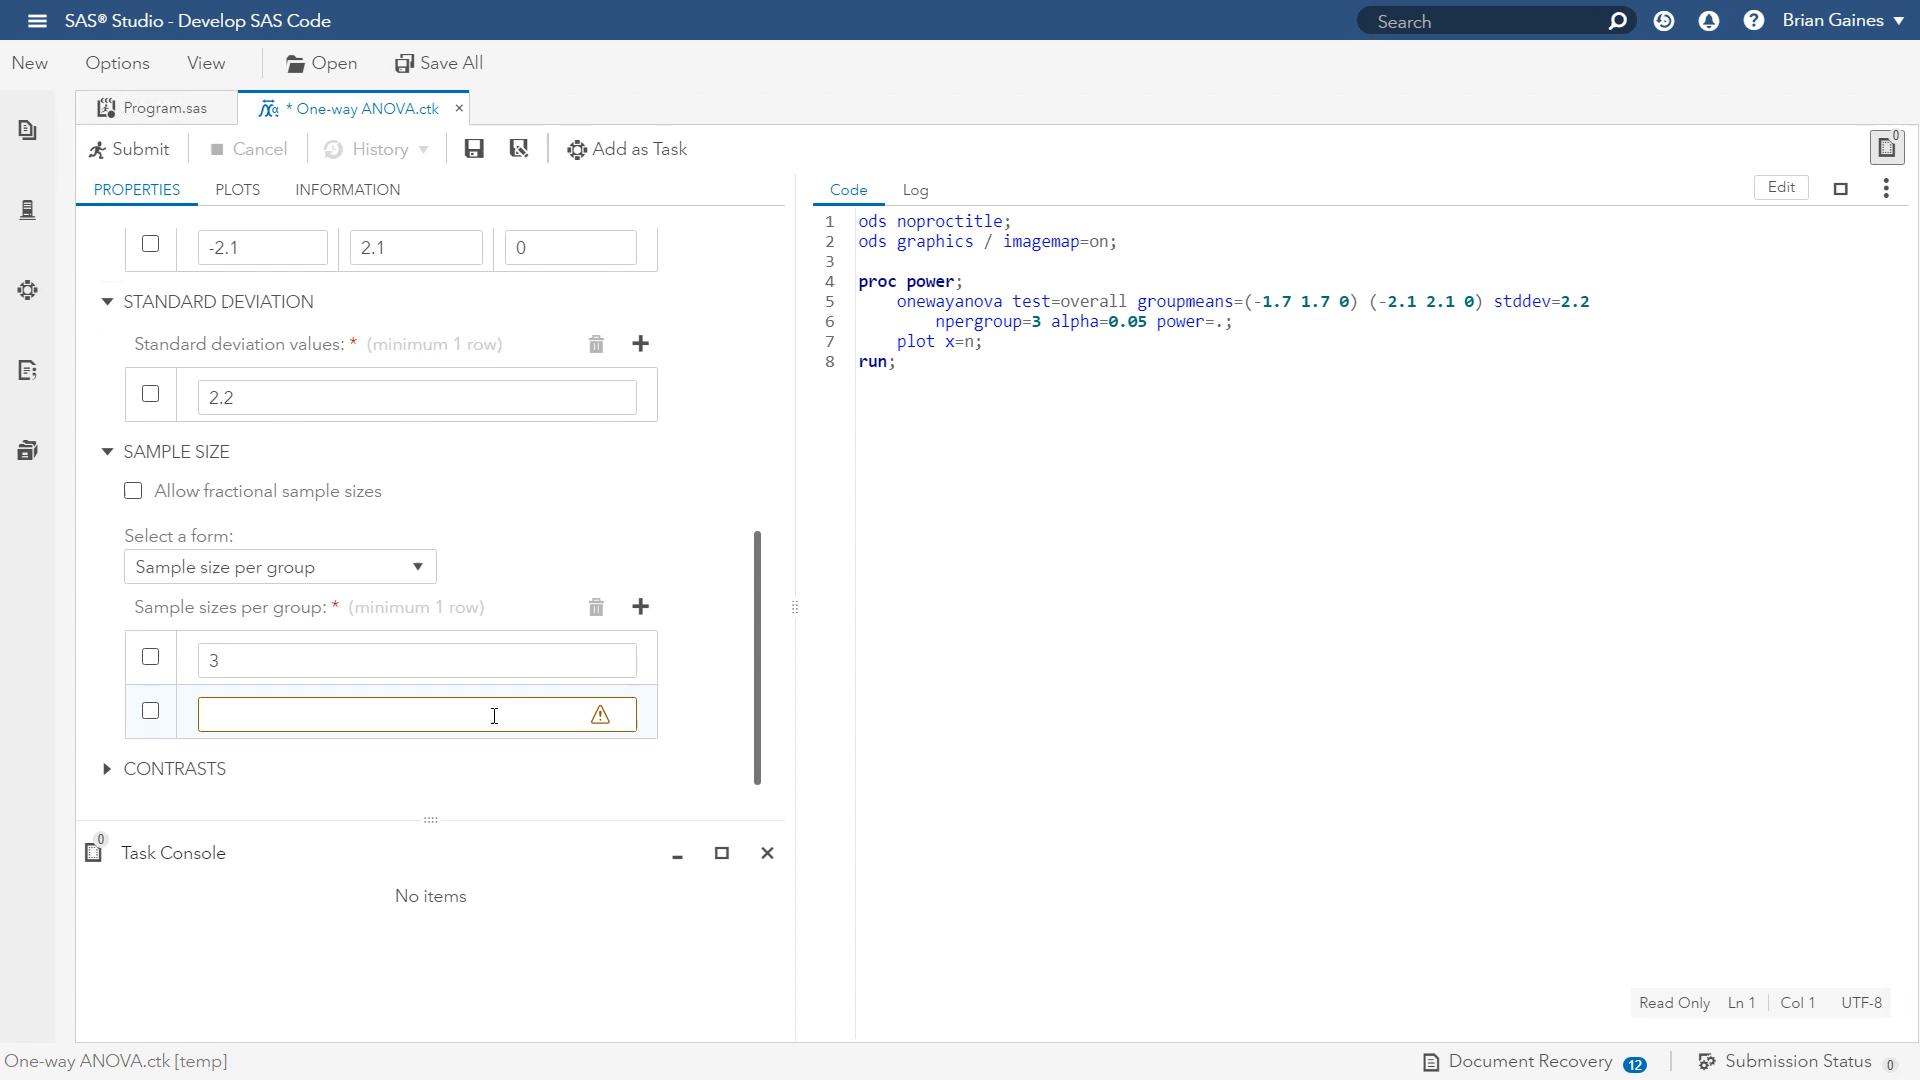 SAS® Studio - Develop SAS Code
Search
Brian Gaines
New Options View Open Save All
Program.sas
* One-way ANOVA.ctk ×
Submit Cancel History Add as Task
0
PROPERTIES PLOTS INFORMATION
-2.1 2.1 0
STANDARD DEVIATION
Standard deviation values: * (minimum 1 row)
2.2
SAMPLE SIZE
Allow fractional sample sizes
Select a form:
Sample size per group
Sample sizes per group: * (minimum 1 row)
3
CONTRASTS
0
Task Console
No items
Code Log
Edit
1 ods noproctitle;
2 ods graphics / imagemap=on;
3
4 proc power;
5 onewayanova test=overall groupmeans=(-1.7 1.7 0) (-2.1 2.1 0) stddev=2.2
6 npergroup=3 alpha=0.05 power=.;
7 plot x=n;
8 run;
Read Only Ln 1 Col 1 UTF-8
One-way ANOVA.ctk [temp]
Document Recovery 12
Submission Status 0